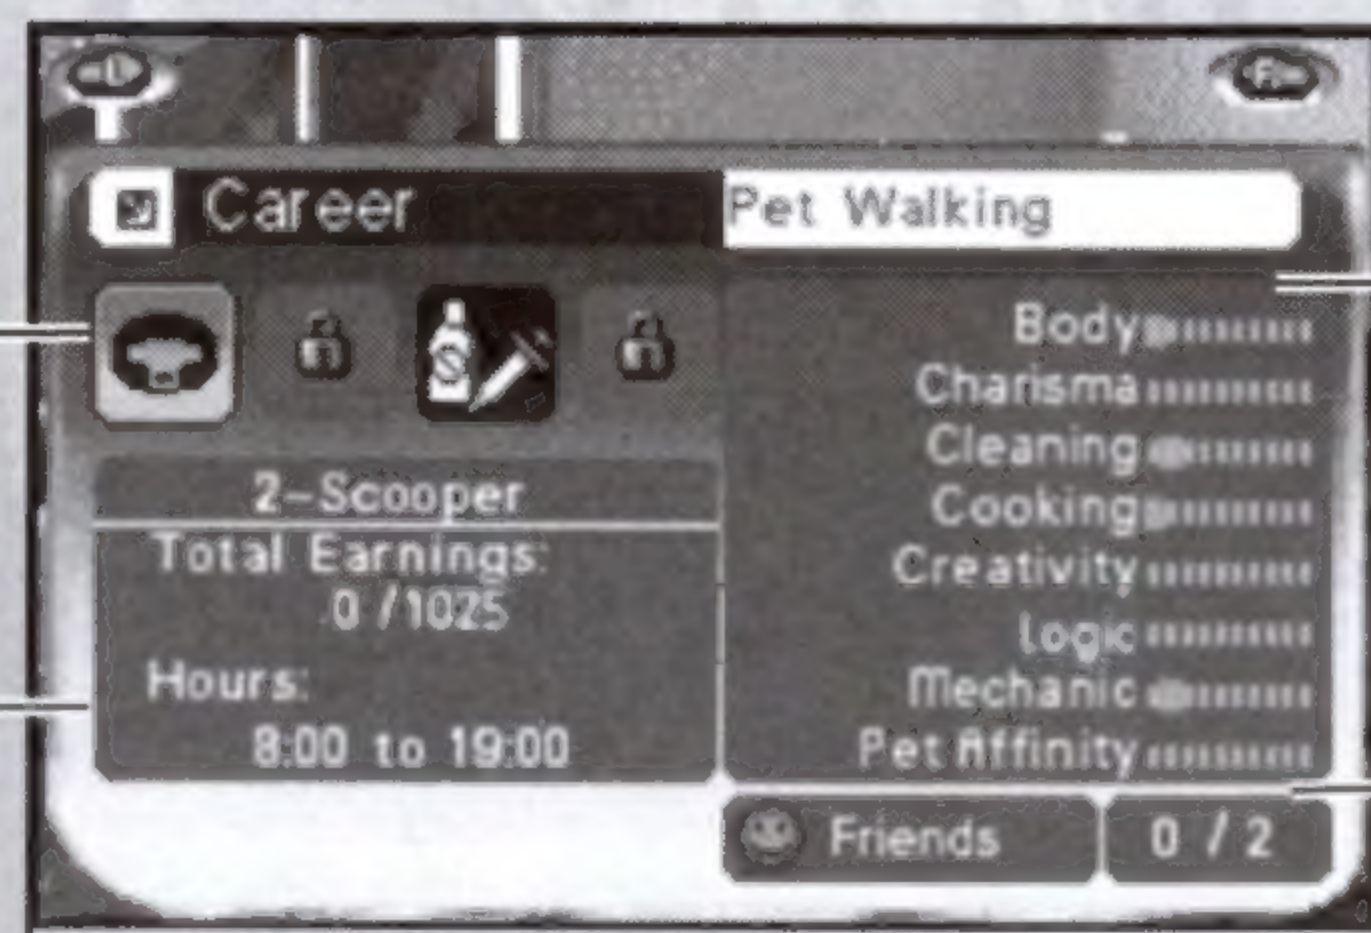 L
R
Career
Pet Walking
2-Scooper
Total Earnings:
0 /1025
Hours:
8:00 to 19:00
Body
Charisma
Cleaning
Cooking
Creativity
Logic
Mechanic
Pet Affinity
Friends
0 / 2